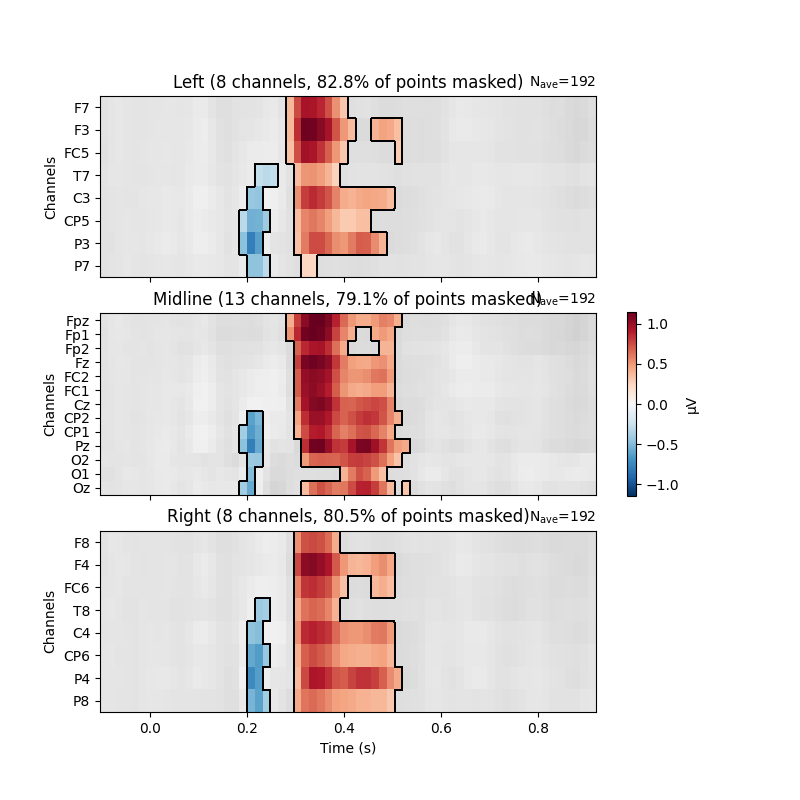 Left (8 channels, 82.8% of points masked)
Nave=192
F7
F3
FC5
T7
C3
CP5
P3
P7
Channels
Midline (13 channels, 79.1% of points masked)
Nave=192
Fpz
Fp1
Fp2
Fz
FC2
FC1
Cz
CP2
CP1
Pz
O2
O1
Oz
Channels
1.0
0.5
0.0
−0.5
−1.0
µV
Right (8 channels, 80.5% of points masked)
Nave=192
F8
F4
FC6
T8
C4
CP6
P4
P8
Channels
0.0 0.2 0.4 0.6 0.8
Time (s)